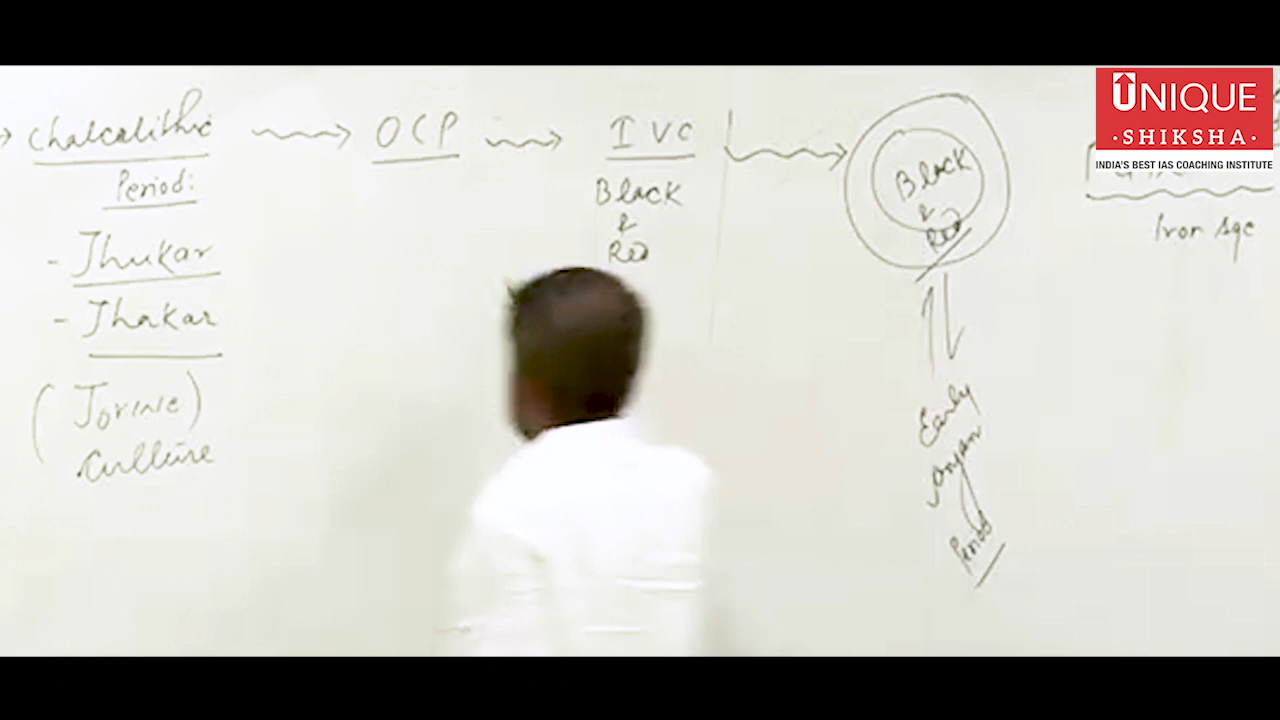 Chalcolithic
Period:
- Jhukar
- Jhakar
(Jorwe)
Culture
OCP
IVC
Black
&
Red
Black
&
Red
Early
Aryan
Period
Iron Age
UNIQUE
·SHIKSHA·
INDIA'S BEST IAS COACHING INSTITUTE